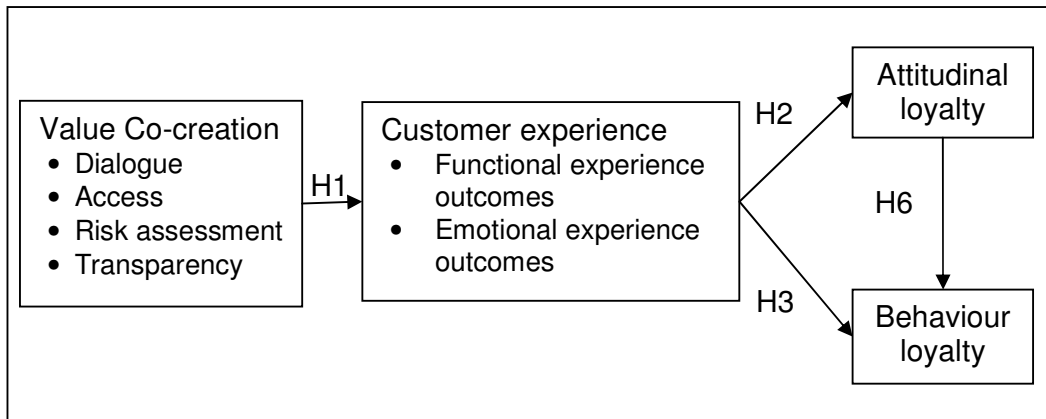 Value Co-creation
• Dialogue
• Access
• Risk assessment
• Transparency
H1
Customer experience
• Functional experience
outcomes
• Emotional experience
outcomes
H2
H3
Attitudinal
loyalty
H6
Behaviour
loyalty